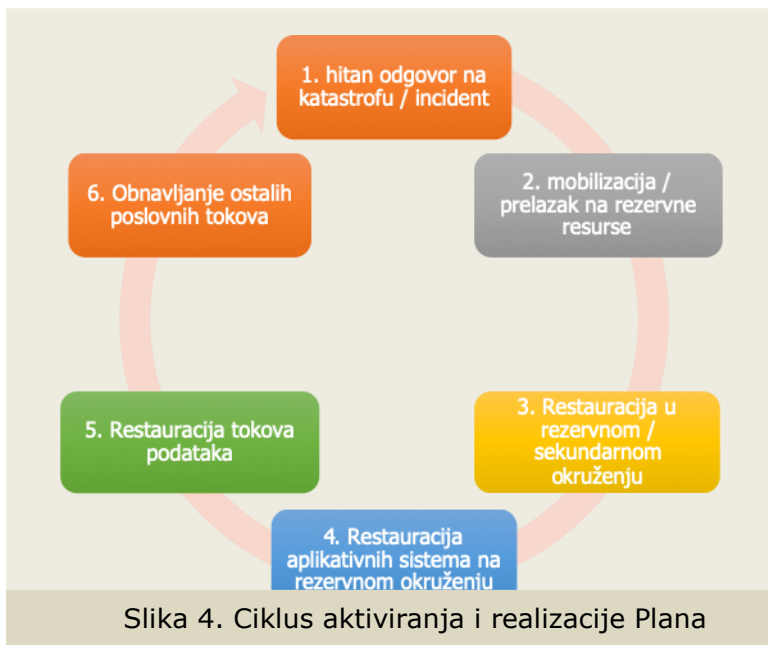 1. hitan odgovor na
katastrofu / incident
2. mobilizacija /
prelazak na rezervne
resurse
3. Restauracija u
rezervnom /
sekundarnom
okruženju
4. Restauracija
aplikativnih sistema na
rezervnom okruženju
5. Restauracija tokova
podataka
6. Obnavljanje ostalih
poslovnih tokova
Slika 4. Ciklus aktiviranja i realizacije Plana